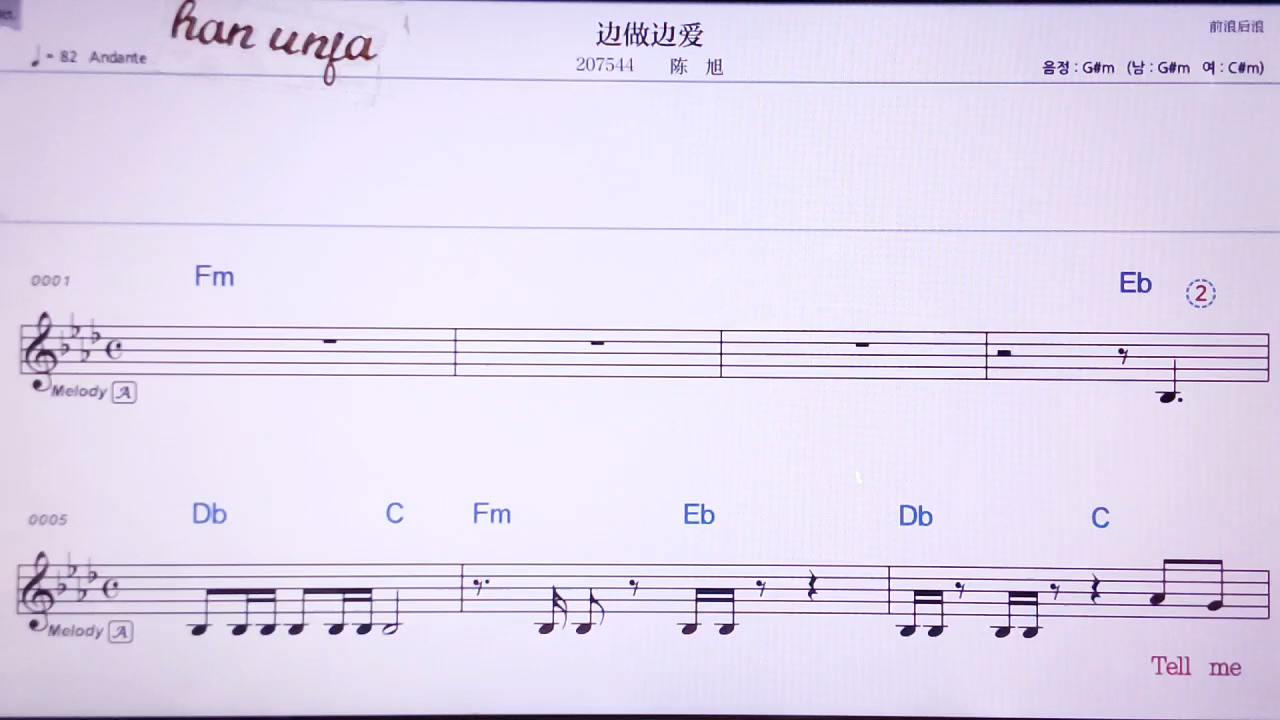 han unja
边做边爱
前浪后浪
♩= 82 Andante
207544 陈 旭
음정 : G#m (남 : G#m 여 : C#m)
0001 Fm Eb 2
Melody A
0005 Db C Fm Eb Db C
Melody A
Tell me